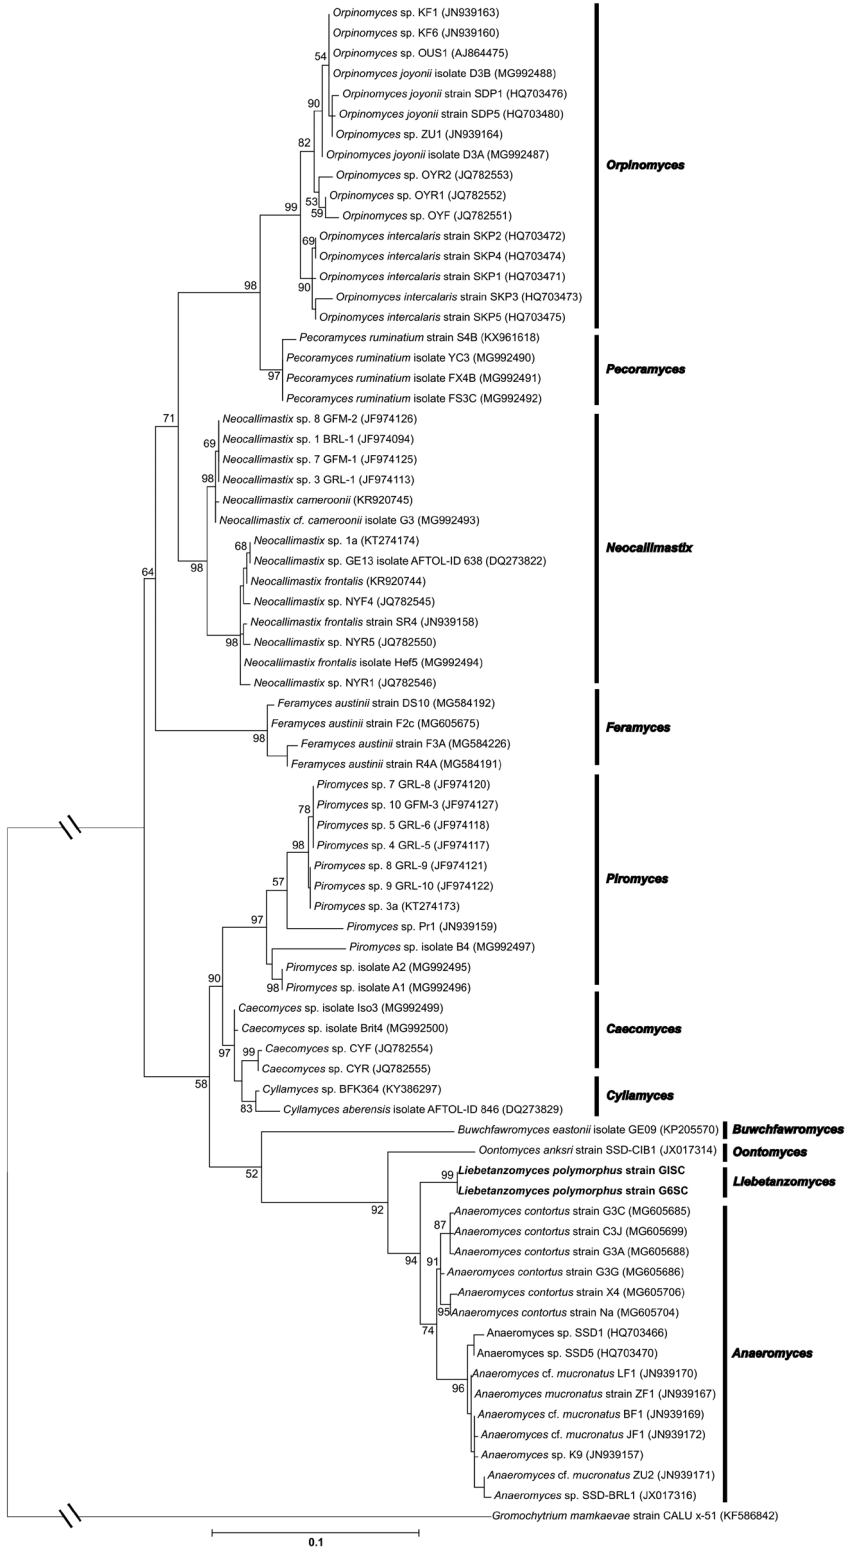 Orpinomyces sp. KF1 (JN939163)
Orpinomyces sp. KF6 (JN939160)
Orpinomyces sp. OUS1 (AJ864475)
54
Orpinomyces joyonii isolate D3B (MG992488)
Orpinomyces joyonii strain SDP1 (HQ703476)
90
Orpinomyces joyonii strain SDP5 (HQ703480)
Orpinomyces sp. ZU1 (JN939164)
82
Orpinomyces joyonii isolate D3A (MG992487)
Orpinomyces
Orpinomyces sp. OYR2 (JQ782553)
Orpinomyces sp. OYR1 (JQ782552)
53
99
59
Orpinomyces sp. OYF (JQ782551)
Orpinomyces intercalaris strain SKP2 (HQ703472)
69
Orpinomyces intercalaris strain SKP4 (HQ703474)
Orpinomyces intercalaris strain SKP1 (HQ703471)
98
90
Orpinomyces intercalaris strain SKP3 (HQ703473)
Orpinomyces intercalaris strain SKP5 (HQ703475)
Pecoramyces ruminatium strain S4B (KX961618)
Pecoramyces ruminatium isolate YC3 (MG992490)
Pecoramyces
97
Pecoramyces ruminatium isolate FX4B (MG992491)
Pecoramyces ruminatium isolate FS3C (MG992492)
71
Neocallimastix sp. 8 GFM-2 (JF974126)
Neocallimastix sp. 1 BRL-1 (JF974094)
69
Neocallimastix sp. 7 GFM-1 (JF974125)
98
Neocallimastix sp. 3 GRL-1 (JF974113)
Neocallimastix cameroonii (KR920745)
Neocallimastix cf. cameroonii isolate G3 (MG992493)
Neocallimastix sp. 1a (KT274174)
68
Neocallimastix
Neocallimastix sp. GE13 isolate AFTOL-ID 638 (DQ273822)
98
64
Neocallimastix frontalis (KR920744)
Neocallimastix sp. NYF4 (JQ782545)
Neocallimastix frontalis strain SR4 (JN939158)
98
Neocallimastix sp. NYR5 (JQ782550)
Neocallimastix frontalis isolate Hef5 (MG992494)
Neocallimastix sp. NYR1 (JQ782546)
Feramyces austinii strain DS10 (MG584192)
Feramyces austinii strain F2c (MG605675)
Feramyces
98
Feramyces austinii strain F3A (MG584226)
Feramyces austinii strain R4A (MG584191)
Piromyces sp. 7 GRL-8 (JF974120)
78
Piromyces sp. 10 GFM-3 (JF974127)
Piromyces sp. 5 GRL-6 (JF974118)
98
Piromyces sp. 4 GRL-5 (JF974117)
Piromyces sp. 8 GRL-9 (JF974121)
Piromyces
57
Piromyces sp. 9 GRL-10 (JF974122)
Piromyces sp. 3a (KT274173)
97
Piromyces sp. Pr1 (JN939159)
Piromyces sp. isolate B4 (MG992497)
Piromyces sp. isolate A2 (MG992495)
90
98
Piromyces sp. isolate A1 (MG992496)
Caecomyces sp. isolate Iso3 (MG992499)
Caecomyces sp. isolate Brit4 (MG992500)
Caecomyces
97
99
Caecomyces sp. CYF (JQ782554)
Caecomyces sp. CYR (JQ782555)
58
Cyllamyces sp. BFK364 (KY386297)
Cyllamyces
83
Cyllamyces aberensis isolate AFTOL-ID 846 (DQ273829)
Buwchfawromyces eastonii isolate GE09 (KP205570)
Buwchfawromyces
Oontomyces anksri strain SSD-CIB1 (JX017314)
Oontomyces
52
99
Liebetanzomyces polymorphus strain GISC
Liebetanzomyces
Liebetanzomyces polymorphus strain G6SC
92
Anaeromyces contortus strain G3C (MG605685)
87
Anaeromyces contortus strain C3J (MG605699)
Anaeromyces contortus strain G3A (MG605688)
94
91
Anaeromyces contortus strain G3G (MG605686)
Anaeromyces contortus strain X4 (MG605706)
95
Anaeromyces contortus strain Na (MG605704)
74
Anaeromyces sp. SSD1 (HQ703466)
Anaeromyces sp. SSD5 (HQ703470)
Anaeromyces
Anaeromyces cf. mucronatus LF1 (JN939170)
96
Anaeromyces mucronatus strain ZF1 (JN939167)
Anaeromyces cf. mucronatus BF1 (JN939169)
Anaeromyces cf. mucronatus JF1 (JN939172)
Anaeromyces sp. K9 (JN939157)
Anaeromyces cf. mucronatus ZU2 (JN939171)
Anaeromyces sp. SSD-BRL1 (JX017316)
Gromochytrium mamkaevae strain CALU x-51 (KF586842)
0.1